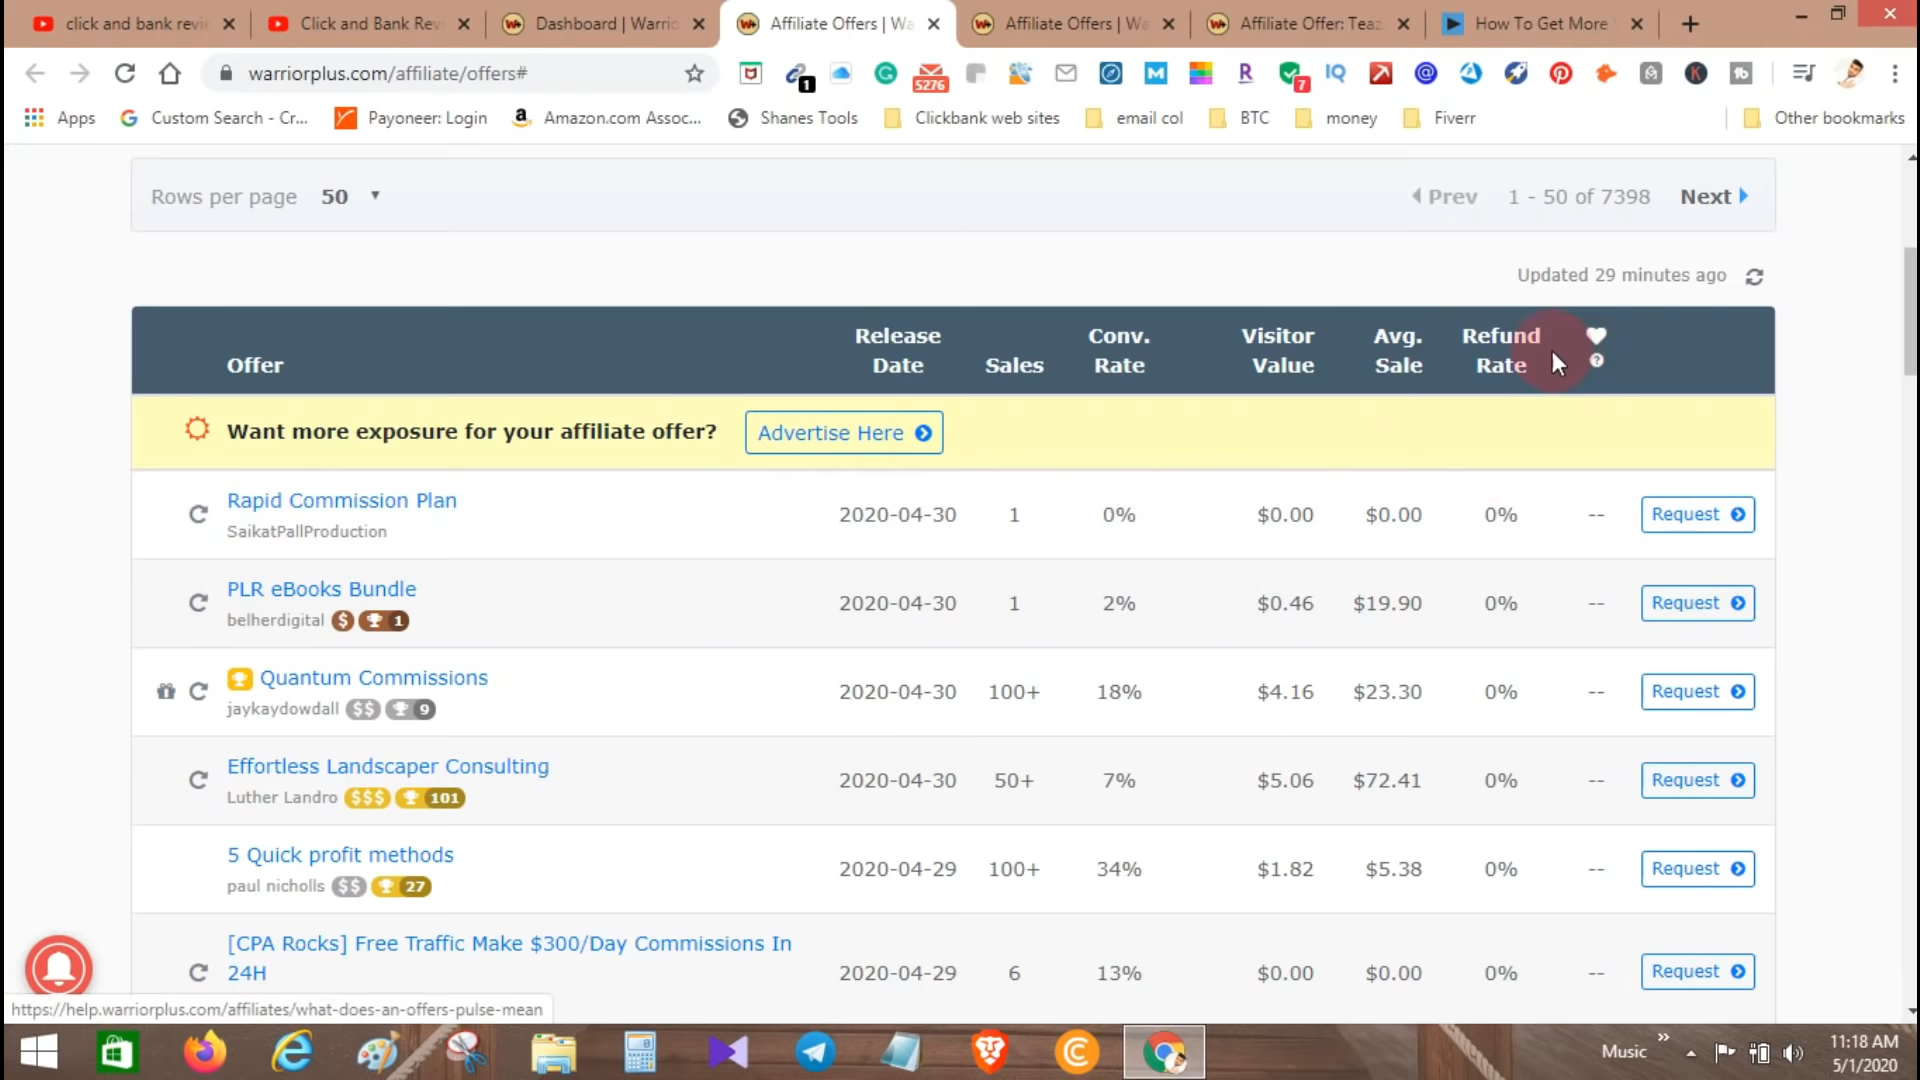 click and bank revi
Click and Bank Rev
Dashboard | Warrio
Affiliate Offers | Wa
Affiliate Offers | Wa
Affiliate Offer: Teaz
How To Get More
warriorplus.com/affiliate/offers#
1
5276
7
Apps
Custom Search - Cr...
Payoneer: Login
Amazon.com Assoc...
Shanes Tools
Clickbank web sites
email col
BTC
money
Fiverr
Other bookmarks
Rows per page 50
Prev 1 - 50 of 7398 Next
Updated 29 minutes ago
Offer Release Date Sales Conv. Rate Visitor Value Avg. Sale Refund Rate
Want more exposure for your affiliate offer? Advertise Here
Rapid Commission Plan
SaikatPallProduction
2020-04-30 1 0% $0.00 $0.00 0% -- Request
PLR eBooks Bundle
belherdigital $ 1
2020-04-30 1 2% $0.46 $19.90 0% -- Request
Quantum Commissions
jaykaydowdall $$ 9
2020-04-30 100+ 18% $4.16 $23.30 0% -- Request
Effortless Landscaper Consulting
Luther Landro $$$ 101
2020-04-30 50+ 7% $5.06 $72.41 0% -- Request
5 Quick profit methods
paul nicholls $$ 27
2020-04-29 100+ 34% $1.82 $5.38 0% -- Request
[CPA Rocks] Free Traffic Make $300/Day Commissions In
24H
2020-04-29 6 13% $0.00 $0.00 0% -- Request
https://help.warriorplus.com/affiliates/what-does-an-offers-pulse-mean
Music
11:18 AM
5/1/2020